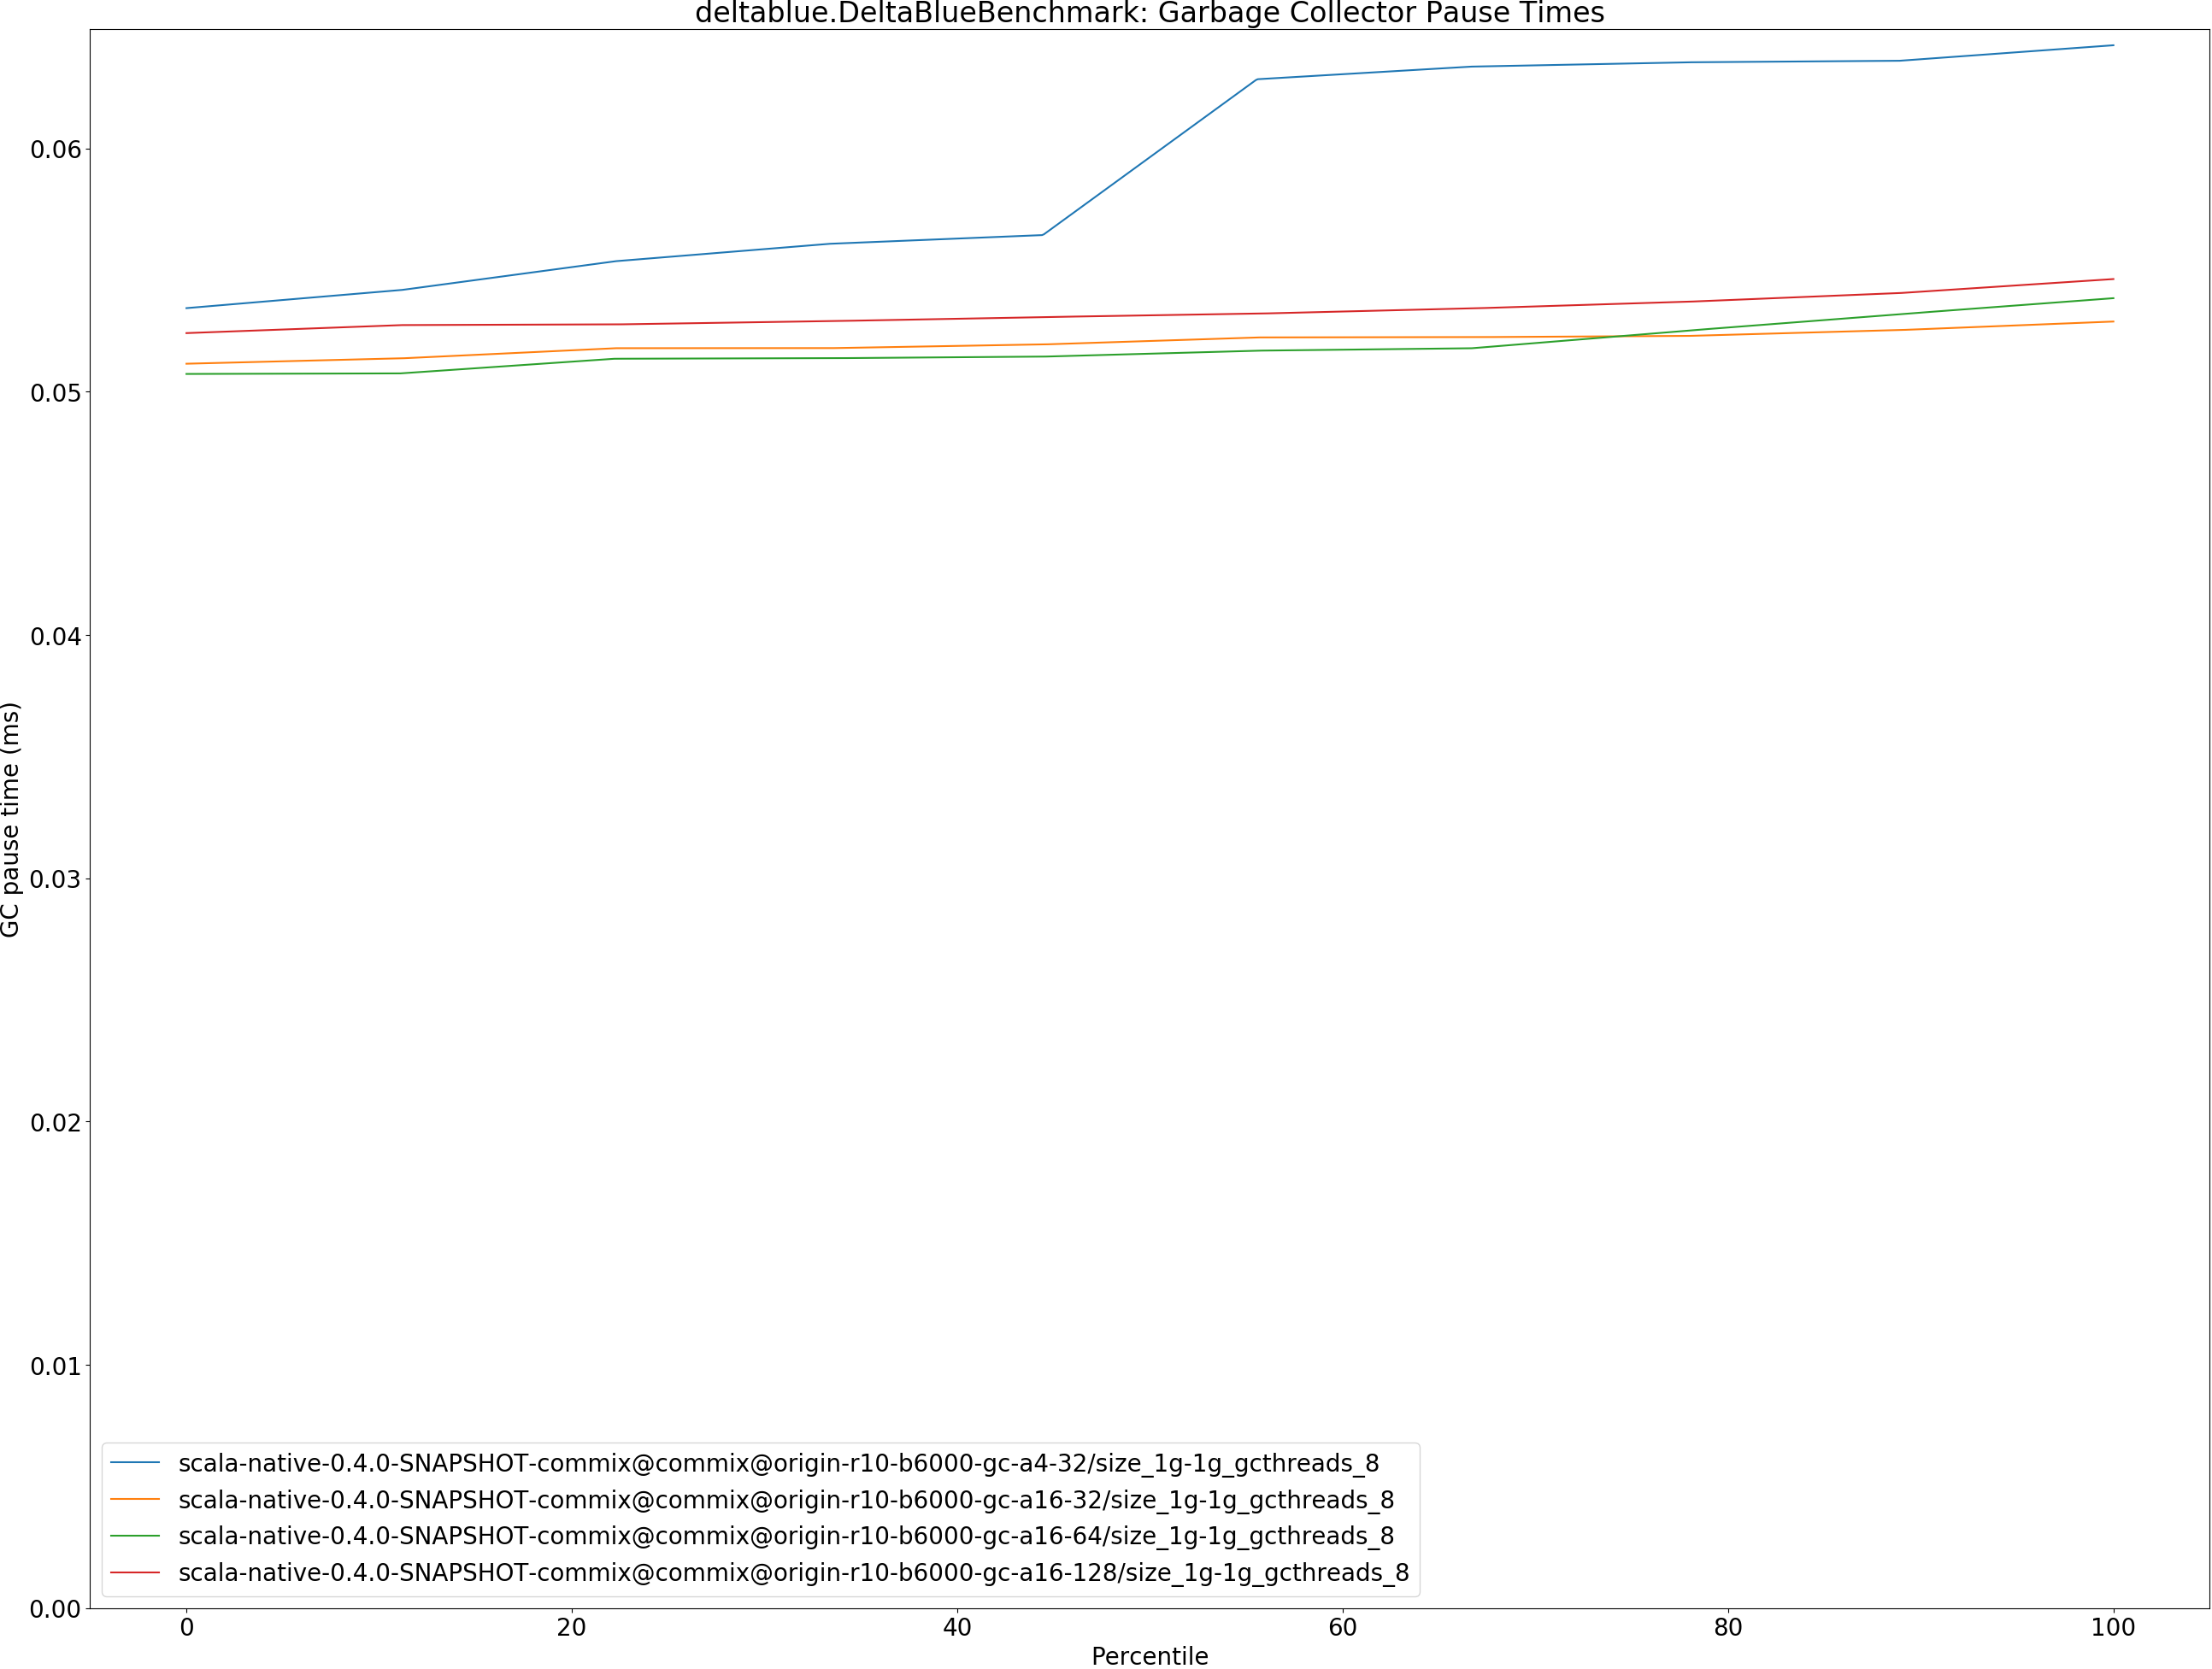 deltablue.DeltaBlueBenchmark: Garbage Collector Pause Times
GC pause time (ms)
0.06
0.05
0.04
0.03
0.02
0.01
0.00
scala-native-0.4.0-SNAPSHOT-commix@commix@origin-r10-b6000-gc-a4-32/size_1g-1g_gcthreads_8
scala-native-0.4.0-SNAPSHOT-commix@commix@origin-r10-b6000-gc-a16-32/size_1g-1g_gcthreads_8
scala-native-0.4.0-SNAPSHOT-commix@commix@origin-r10-b6000-gc-a16-64/size_1g-1g_gcthreads_8
scala-native-0.4.0-SNAPSHOT-commix@commix@origin-r10-b6000-gc-a16-128/size_1g-1g_gcthreads_8
0 20 40 60 80 100
Percentile